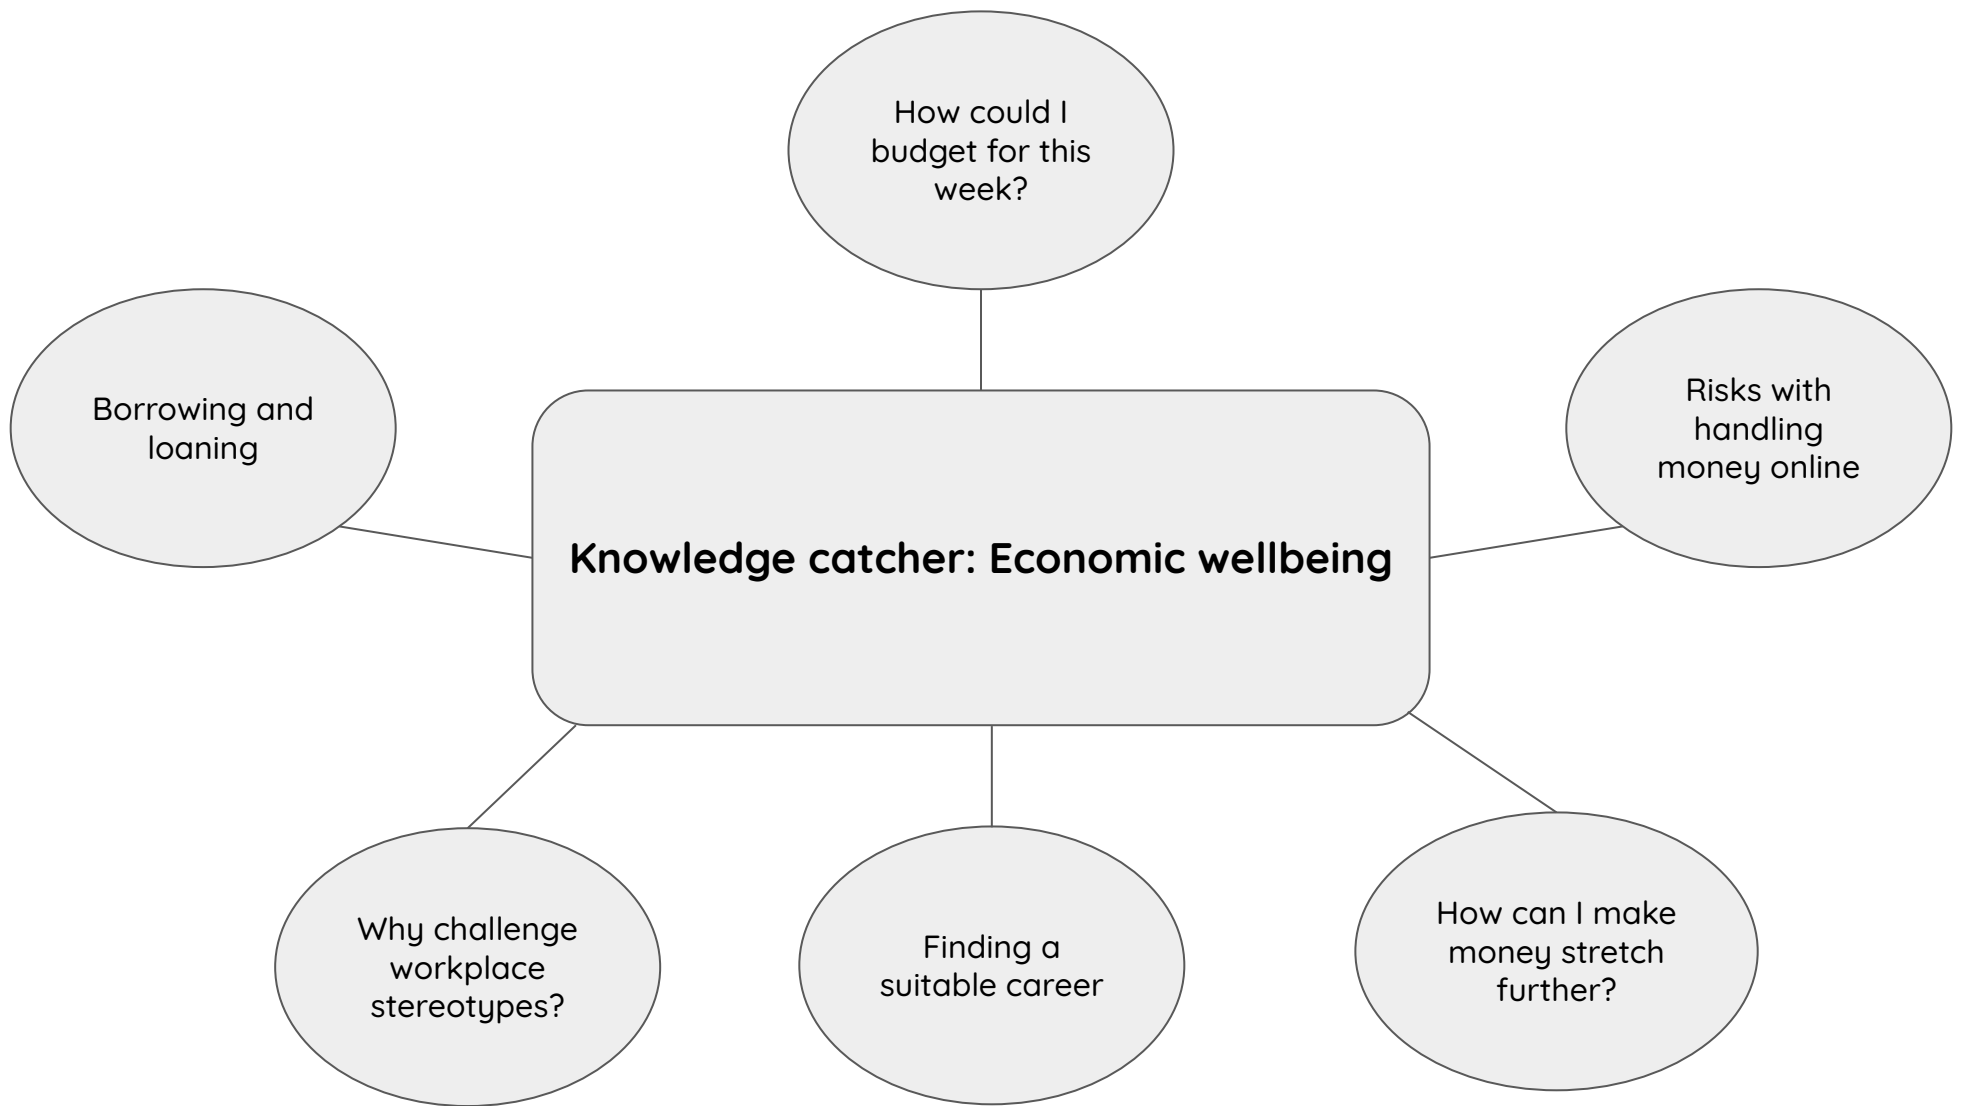 How could I
budget for this
week?
Borrowing and
loaning
Risks with
handling
money online
Knowledge catcher: Economic wellbeing
Why challenge
workplace
stereotypes?
Finding a
suitable career
How can I make
money stretch
further?